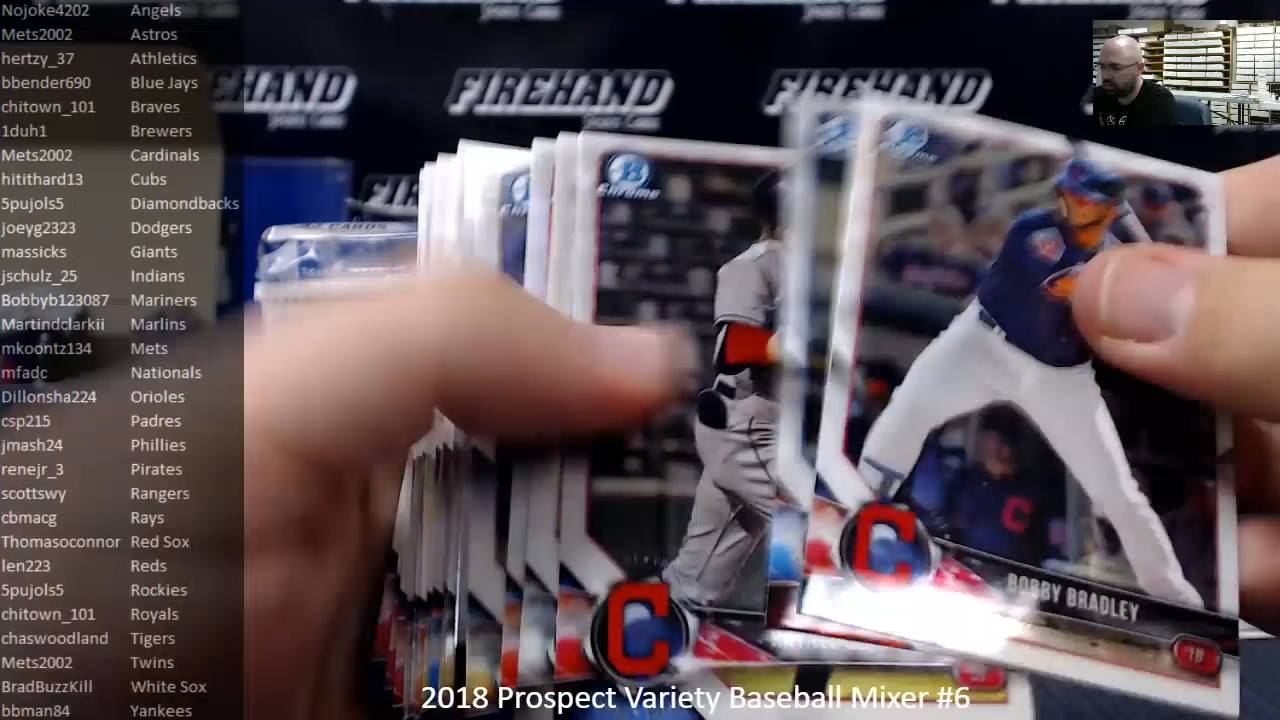 Nojoke4202 Angels
Mets2002 Astros
hertzy_37 Athletics
bbender690 Blue Jays
chitown_101 Braves
1duh1 Brewers
Mets2002 Cardinals
hitithard13 Cubs
5pujols5 Diamondbacks
joeyg2323 Dodgers
massicks Giants
jschulz_25 Indians
Bobbyb123087 Mariners
Martindclarkii Marlins
mkoontz134 Mets
mfadc Nationals
Dillonsha224 Orioles
csp215 Padres
jmash24 Phillies
renejr_3 Pirates
scottswy Rangers
cbmacg Rays
Thomasoconnor Red Sox
len223 Reds
5pujols5 Rockies
chitown_101 Royals
chaswoodland Tigers
Mets2002 Twins
BradBuzzKill White Sox
bbman84 Yankees
FIREHAND FIREHAND FIREHAND
B
CHROME
C
C
C
BOBBY BRADLEY
1B
2018 Prospect Variety Baseball Mixer #6